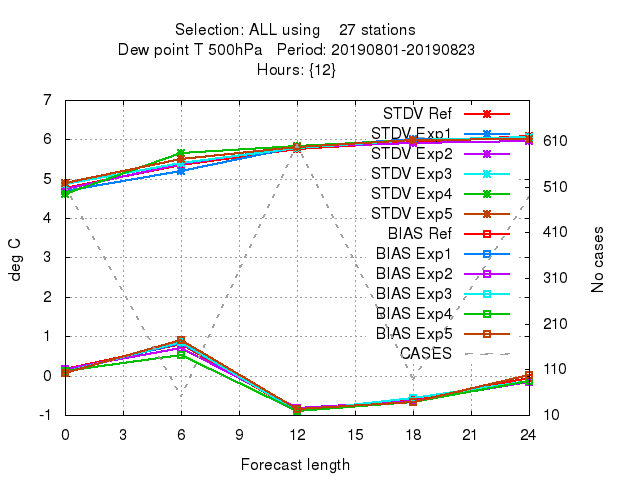 Selection: ALL using    27 stations
Dew point T 500hPa   Period: 20190801-20190823
Hours: {12}
7
6
5
4
3
2
1
0
-1
deg C
STDV Ref
STDV Exp1
STDV Exp2
STDV Exp3
STDV Exp4
STDV Exp5
BIAS Ref
BIAS Exp1
BIAS Exp2
BIAS Exp3
BIAS Exp4
BIAS Exp5
CASES
610
510
410
310
210
110
10
No cases
0 3 6 9 12 15 18 21 24
Forecast length